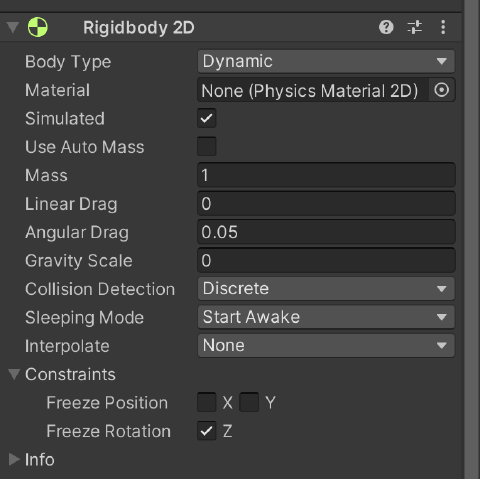 Rigidbody 2D
Body Type Dynamic
Material None (Physics Material 2D)
Simulated
Use Auto Mass
Mass 1
Linear Drag 0
Angular Drag 0.05
Gravity Scale 0
Collision Detection Discrete
Sleeping Mode Start Awake
Interpolate None
Constraints
Freeze Position X Y
Freeze Rotation Z
Info